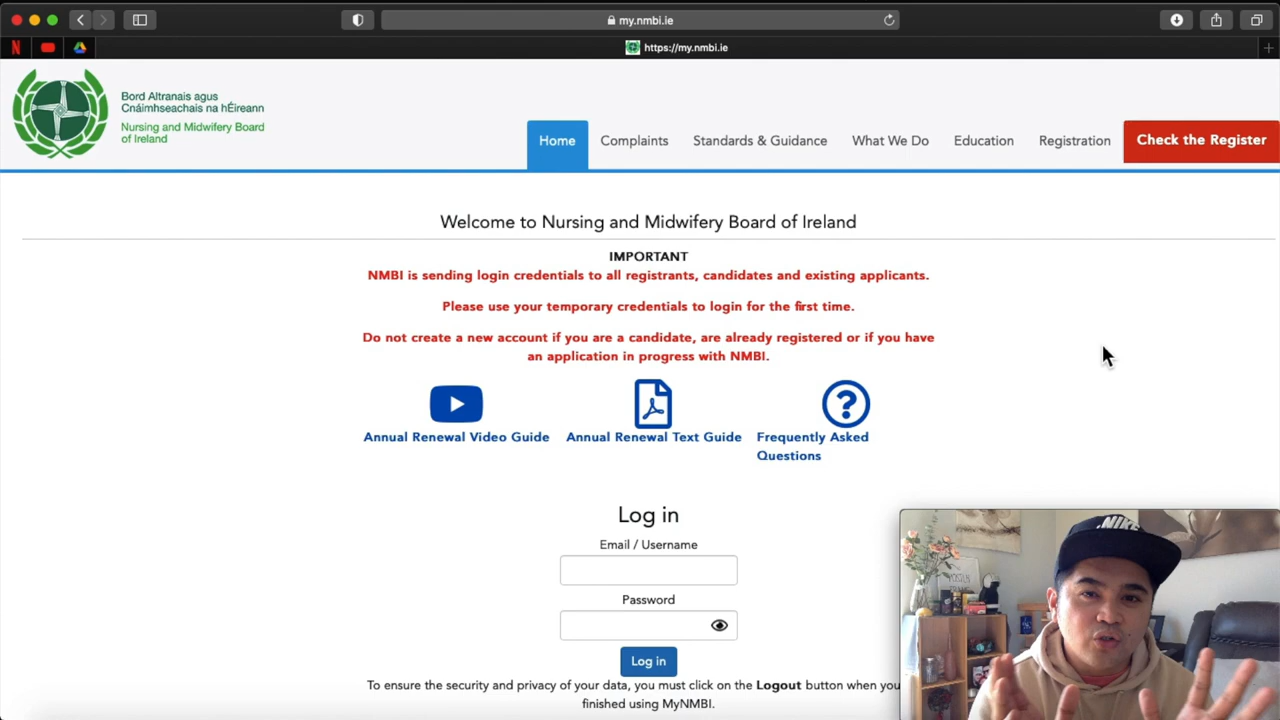 my.nmbi.ie
N
https://my.nmbi.ie
Bord Altranais agus
Cnáimhseachais na hÉireann
Nursing and Midwifery Board
of Ireland
Home
Complaints
Standards & Guidance
What We Do
Education
Registration
Check the Register
Welcome to Nursing and Midwifery Board of Ireland
IMPORTANT
NMBI is sending login credentials to all registrants, candidates and existing applicants.
Please use your temporary credentials to login for the first time.
Do not create a new account if you are a candidate, are already registered or if you have
an application in progress with NMBI.
Annual Renewal Video Guide
Annual Renewal Text Guide
Frequently Asked
Questions
Log in
Email / Username
Password
Log in
To ensure the security and privacy of your data, you must click on the Logout button when you
finished using MyNMBI.
NIKE